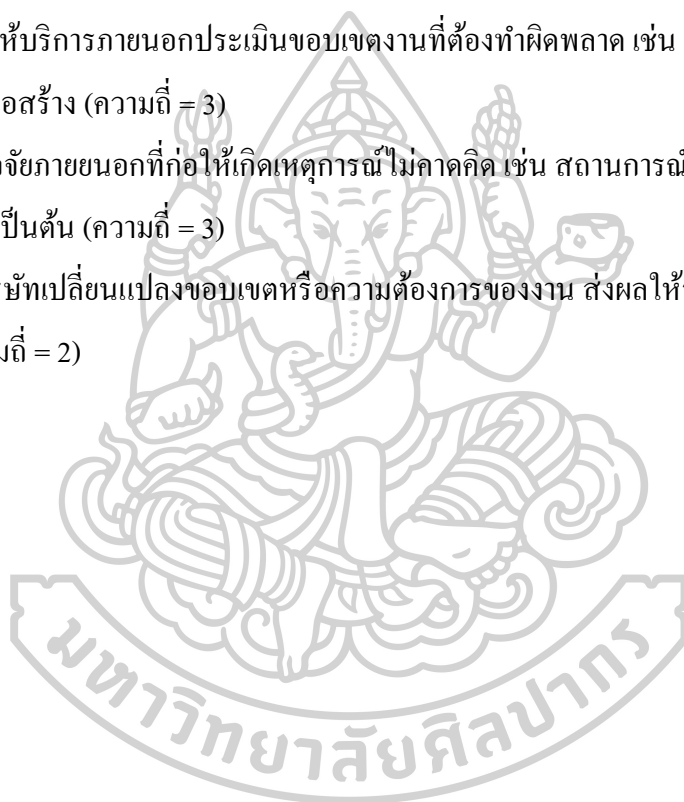 ห้บริการภายนอกประเมินขอบเขตงานที่ต้องทำผิดพลาด เช่น
อสร้าง (ความถี่ = 3)
จัยภายยนอกที่ก่อให้เกิดเหตุการณ์ไม่คาดคิด เช่น สถานการณ์
เป็นต้น (ความถี่ = 3)
ษัทเปลี่ยนแปลงขอบเขตหรือความต้องการของงาน ส่งผลให้
มถี่ = 2)
มหาวิทยาลัยศิลปากร